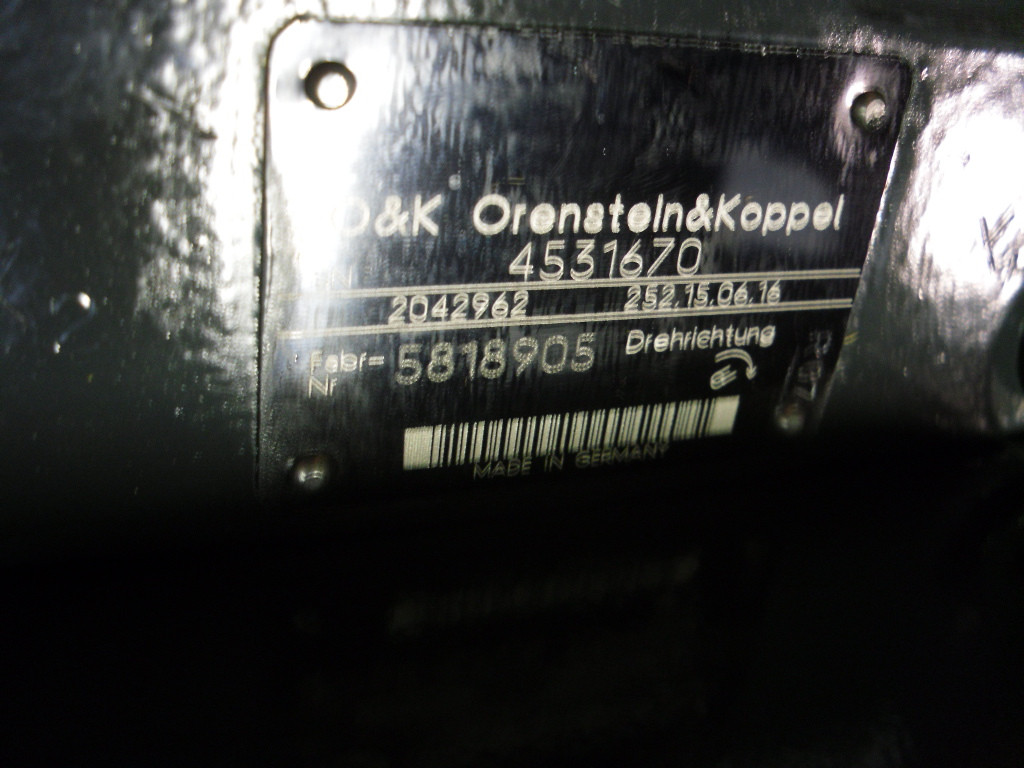 O&K Orenstein&Koppel
4531670
2042962 252.15.06.16
Fabr=
Nr 5818905 Drehrichtung
MADE IN GERMANY